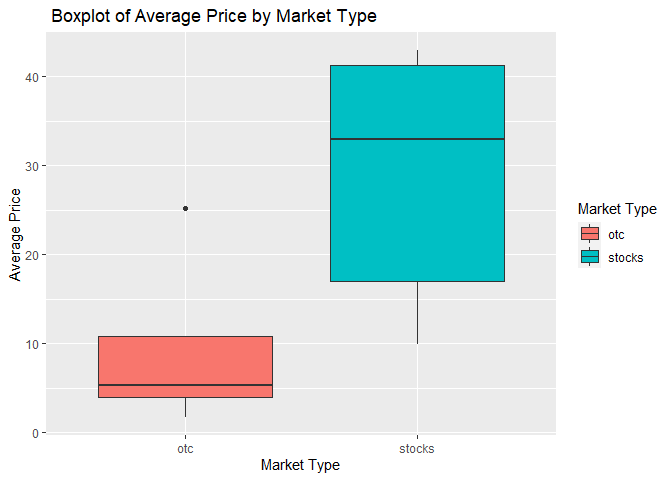 Boxplot of Average Price by Market Type
40
30
20
10
0
Average Price
otc
stocks
Market Type
Market Type
otc
stocks